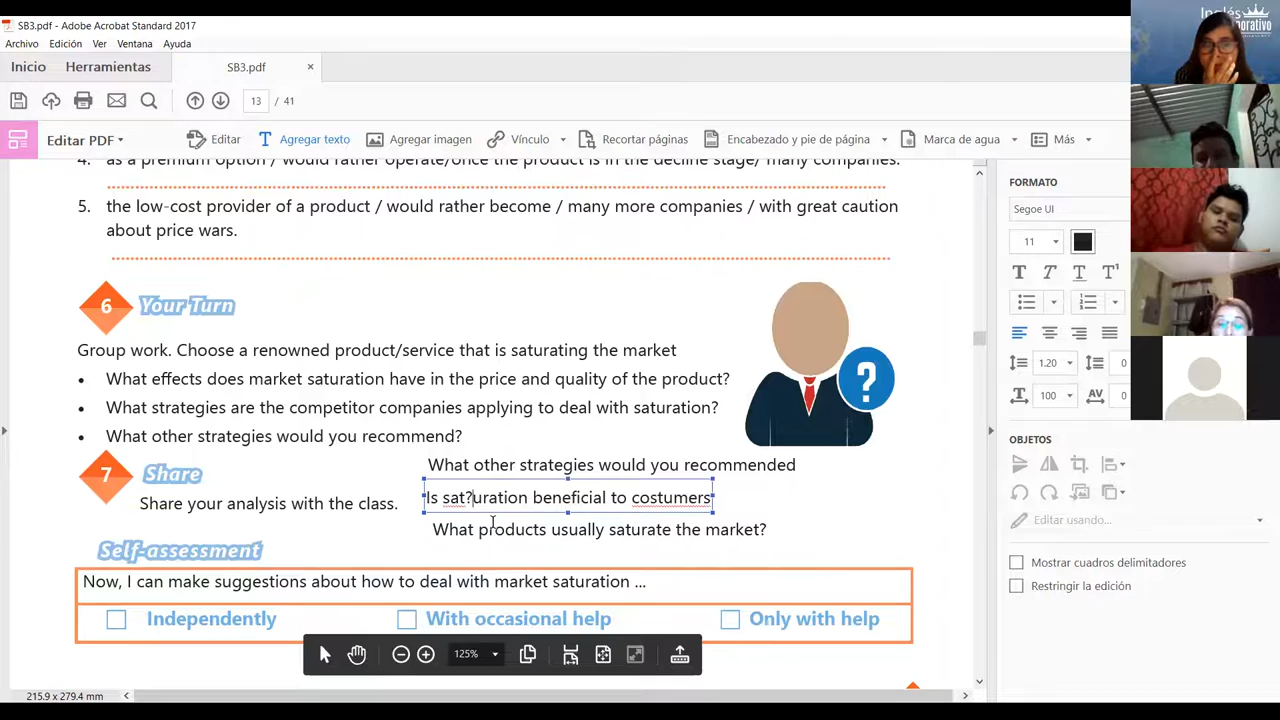 SB3.pdf - Adobe Acrobat Standard 2017
Archivo Edición Ver Ventana Ayuda
Inicio Herramientas SB3.pdf ×
13 / 41
Editar PDF Editar Agregar texto Agregar imagen Vínculo Recortar páginas Encabezado y pie de página Marca de agua Más
4. as a premium option / would rather operate/once the product is in the decline stage/ many companies.
5. the low-cost provider of a product / would rather become / many more companies / with great caution
about price wars.
6 Your Turn
Group work. Choose a renowned product/service that is saturating the market
• What effects does market saturation have in the price and quality of the product?
• What strategies are the competitor companies applying to deal with saturation?
• What other strategies would you recommend?
What other strategies would you recommended
7 Share
Is sat?uration beneficial to costumers
Share your analysis with the class.
What products usually saturate the market?
Self-assessment
Now, I can make suggestions about how to deal with market saturation ...
Independently With occasional help Only with help
125%
215.9 x 279.4 mm
FORMATO
Segoe UI
11
T T T T
1.20 0
100 AV 0
OBJETOS
Editar usando...
Mostrar cuadros delimitadores
Restringir la edición
Inglés